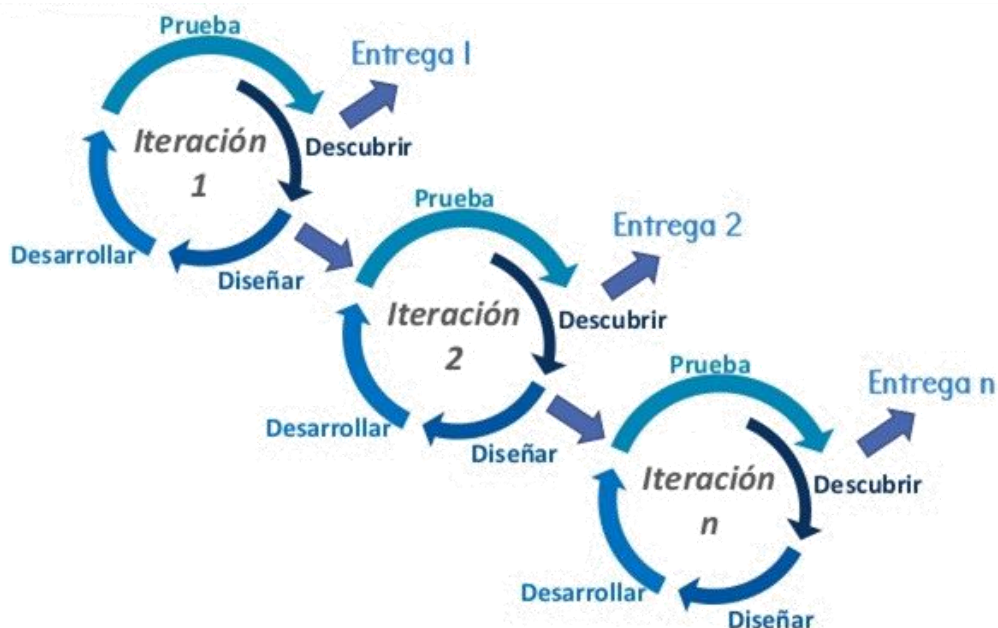 Prueba
Entrega 1
Iteración
1
Descubrir
Desarrollar
Diseñar
Prueba
Entrega 2
Iteración
2
Descubrir
Desarrollar
Diseñar
Prueba
Entrega n
Iteración
n
Descubrir
Desarrollar
Diseñar